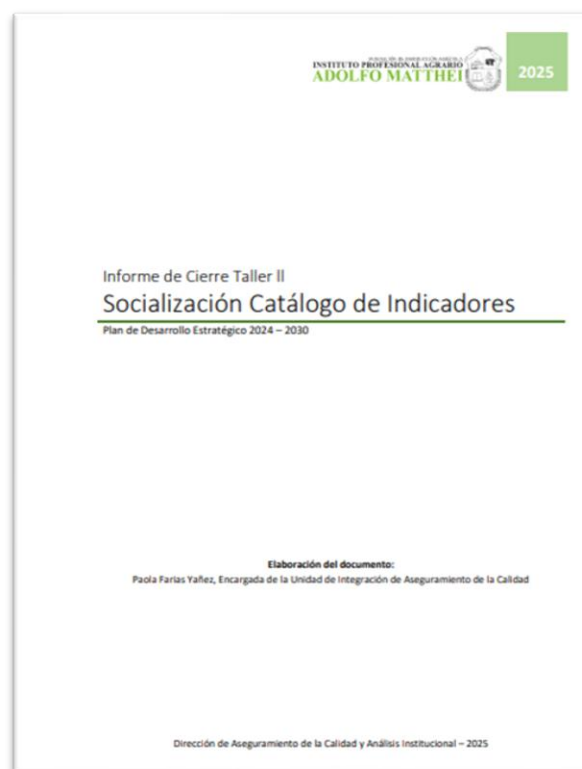 INSTITUTO PROFESIONAL AGRARIO
ADOLFO MATTHEI
2025
Informe de Cierre Taller ll
Socialización Catálogo de Indicadores
Plan de Desarrollo Estratégico 2024 – 2030
Elaboración del documento:
Paola Farias Yañez, Encargada de la Unidad de Integración de Aseguramiento de la Calidad
Dirección de Aseguramiento de la Calidad y Análisis Institucional – 2025